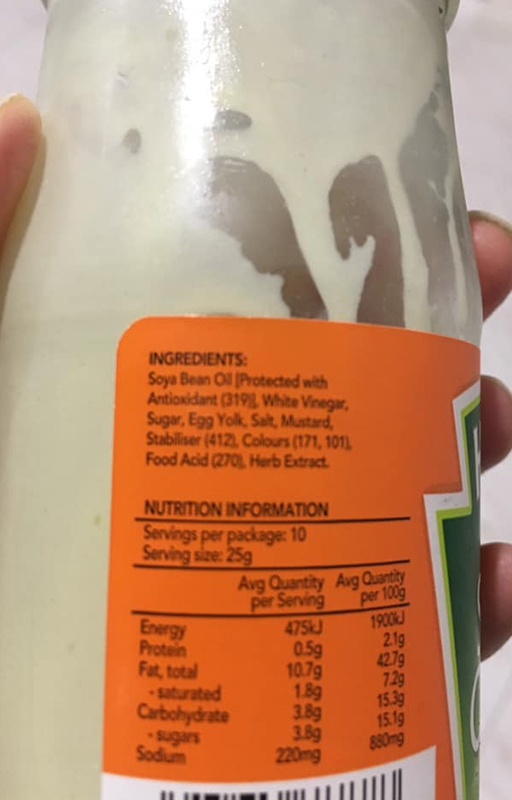 INGREDIENTS:
Soya Bean Oil [Protected with
Antioxidant (319)], White Vinegar,
Sugar, Egg Yolk, Salt, Mustard,
Stabiliser (412), Colours (171, 101),
Food Acid (270), Herb Extract.
NUTRITION INFORMATION
Servings per package: 10
Serving size: 25g
Avg Quantity per Serving Avg Quantity per 100g
Energy 475kJ 1900kJ
Protein 0.5g 2.1g
Fat, total 10.7g 42.7g
- saturated 1.8g 7.2g
Carbohydrate 3.8g 15.3g
- sugars 3.8g 15.1g
Sodium 220mg 880mg